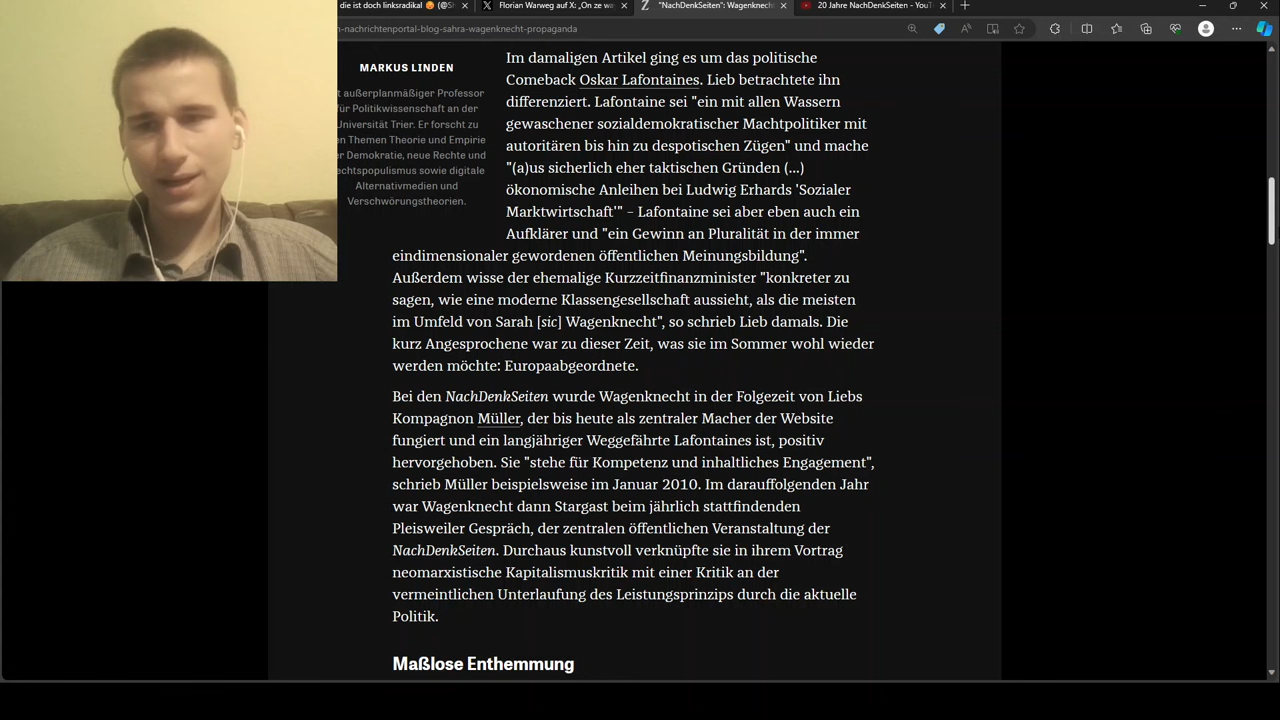 die ist doch linksradikal 😡 (@S
Florian Warweg auf X: „On ze wa
"NachDenkSeiten": Wagenknecht
20 Jahre NachDenkSeiten - YouT
n-nachrichtenportal-blog-sahra-wagenknecht-propaganda
MARKUS LINDEN
t außerplanmäßiger Professor
für Politikwissenschaft an der
Universität Trier. Er forscht zu
en Themen Theorie und Empirie
er Demokratie, neue Rechte und
echtspopulismus sowie digitale
Alternativmedien und
Verschwörungstheorien.
Im damaligen Artikel ging es um das politische
Comeback Oskar Lafontaines. Lieb betrachtete ihn
differenziert. Lafontaine sei "ein mit allen Wassern
gewaschener sozialdemokratischer Machtpolitiker mit
autoritären bis hin zu despotischen Zügen" und mache
"(a)us sicherlich eher taktischen Gründen (...)
ökonomische Anleihen bei Ludwig Erhards 'Sozialer
Marktwirtschaft'" – Lafontaine sei aber eben auch ein
Aufklärer und "ein Gewinn an Pluralität in der immer
eindimensionaler gewordenen öffentlichen Meinungsbildung".
Außerdem wisse der ehemalige Kurzzeitfinanzminister "konkreter zu
sagen, wie eine moderne Klassengesellschaft aussieht, als die meisten
im Umfeld von Sarah [sic] Wagenknecht", so schrieb Lieb damals. Die
kurz Angesprochene war zu dieser Zeit, was sie im Sommer wohl wieder
werden möchte: Europaabgeordnete.
Bei den NachDenkSeiten wurde Wagenknecht in der Folgezeit von Liebs
Kompagnon Müller, der bis heute als zentraler Macher der Website
fungiert und ein langjähriger Weggefährte Lafontaines ist, positiv
hervorgehoben. Sie "stehe für Kompetenz und inhaltliches Engagement",
schrieb Müller beispielsweise im Januar 2010. Im darauffolgenden Jahr
war Wagenknecht dann Stargast beim jährlich stattfindenden
Pleisweiler Gespräch, der zentralen öffentlichen Veranstaltung der
NachDenkSeiten. Durchaus kunstvoll verknüpfte sie in ihrem Vortrag
neomarxistische Kapitalismuskritik mit einer Kritik an der
vermeintlichen Unterlaufung des Leistungsprinzips durch die aktuelle
Politik.
Maßlose Enthemmung